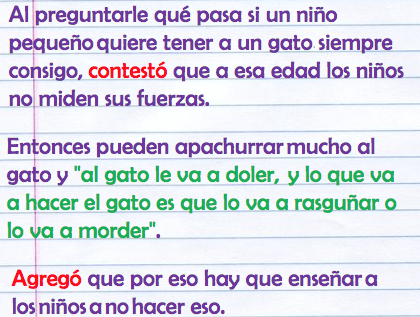 Al preguntarle qué pasa si un niño
pequeño quiere tener a un gato siempre
consigo, contestó que a esa edad los niños
no miden sus fuerzas.
Entonces pueden apachurrar mucho al
gato y "al gato le va a doler, y lo que va
a hacer el gato es que lo va a rasguñar o
lo va a morder".
Agregó que por eso hay que enseñar a
los niños a no hacer eso.